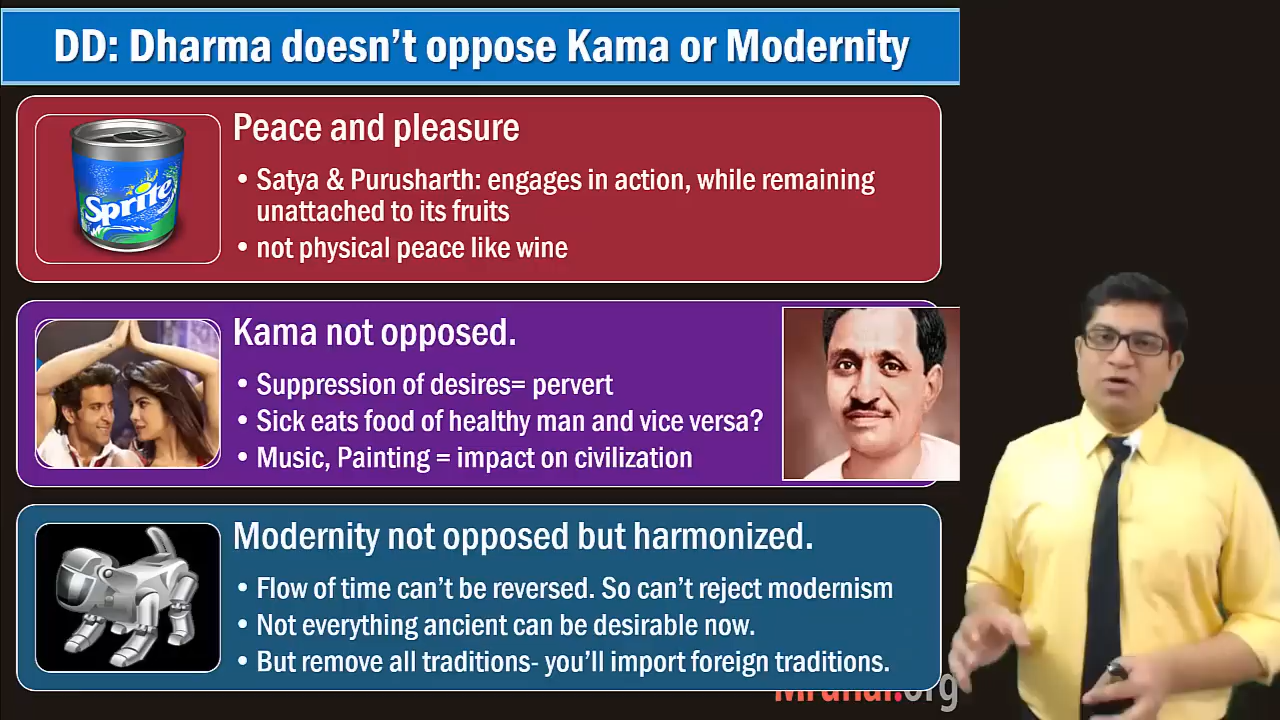 DD: Dharma doesn't oppose Kama or Modernity
Sprite
Peace and pleasure
• Satya & Purusharth: engages in action, while remaining
unattached to its fruits
• not physical peace like wine
Kama not opposed.
• Suppression of desires= pervert
• Sick eats food of healthy man and vice versa?
• Music, Painting = impact on civilization
Modernity not opposed but harmonized.
• Flow of time can't be reversed. So can't reject modernism
• Not everything ancient can be desirable now.
• But remove all traditions- you'll import foreign traditions.
Mrunal.org